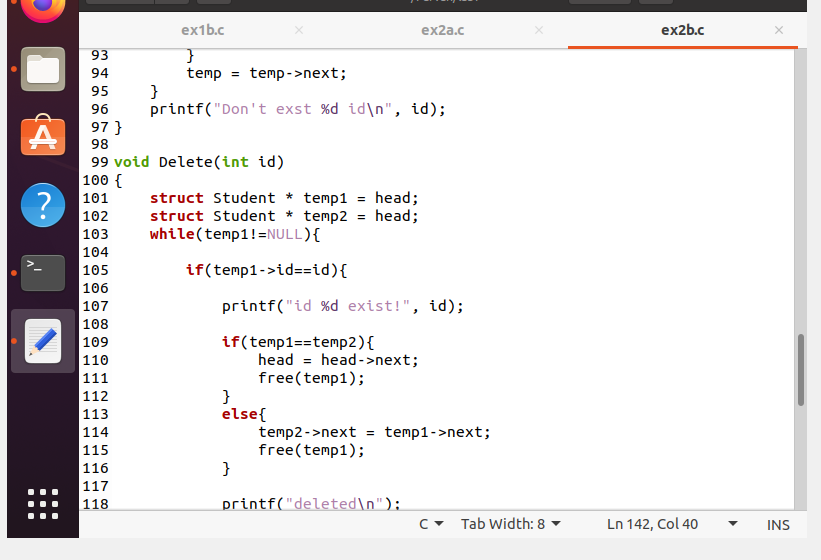 ex1b.c × ex2a.c × ex2b.c ×
93         }
94         temp = temp->next;
95     }
96     printf("Don't exst %d id\n", id);
97 }
98
99 void Delete(int id)
100 {
101     struct Student * temp1 = head;
102     struct Student * temp2 = head;
103     while(temp1!=NULL){
104
105         if(temp1->id==id){
106
107             printf("id %d exist!", id);
108
109             if(temp1==temp2){
110                 head = head->next;
111                 free(temp1);
112             }
113             else{
114                 temp2->next = temp1->next;
115                 free(temp1);
116             }
117
118             printf("deleted\n");
C Tab Width: 8 Ln 142, Col 40 INS